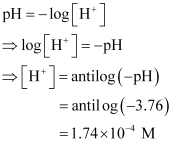 pH = −log[H⁺]
⇒ log[H⁺] = −pH
⇒ [H⁺] = antilog(−pH)
= antilog(−3.76)
= 1.74×10⁻⁴ M